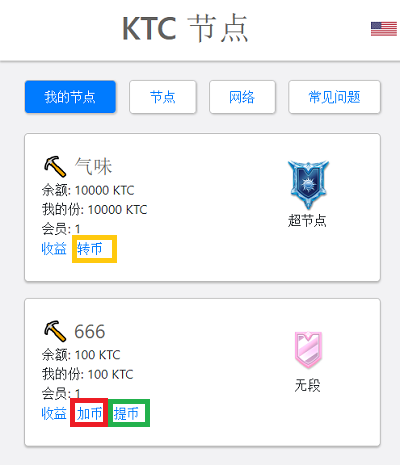 KTC 节点
我的节点 节点 网络 常见问题
气味
余额: 10000 KTC
我的份: 10000 KTC
会员: 1
收益 转币
超节点
666
余额: 100 KTC
我的份: 100 KTC
会员: 1
收益 加币 提币
无段